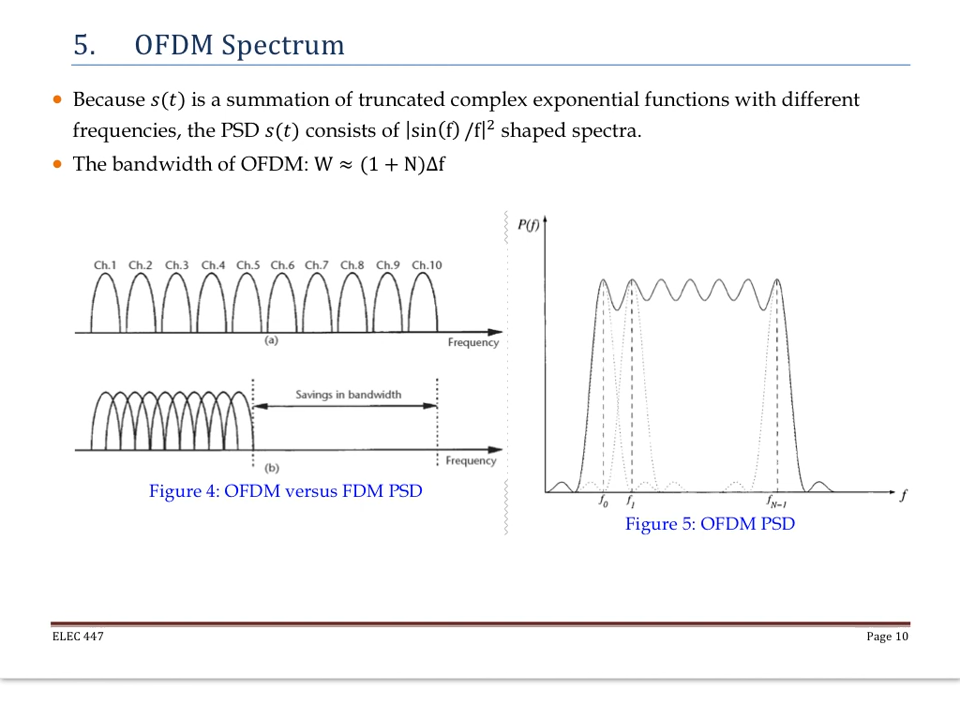 5. OFDM Spectrum
• Because s(t) is a summation of truncated complex exponential functions with different
frequencies, the PSD s(t) consists of |sin(f) /f|² shaped spectra.
• The bandwidth of OFDM: W ≈ (1 + N)Δf
Ch.1 Ch.2 Ch.3 Ch.4 Ch.5 Ch.6 Ch.7 Ch.8 Ch.9 Ch.10
(a)
Frequency
Savings in bandwidth
(b)
Frequency
Figure 4: OFDM versus FDM PSD
P(f)
f₀ f₁ f_N−1 f
Figure 5: OFDM PSD
ELEC 447 Page 10